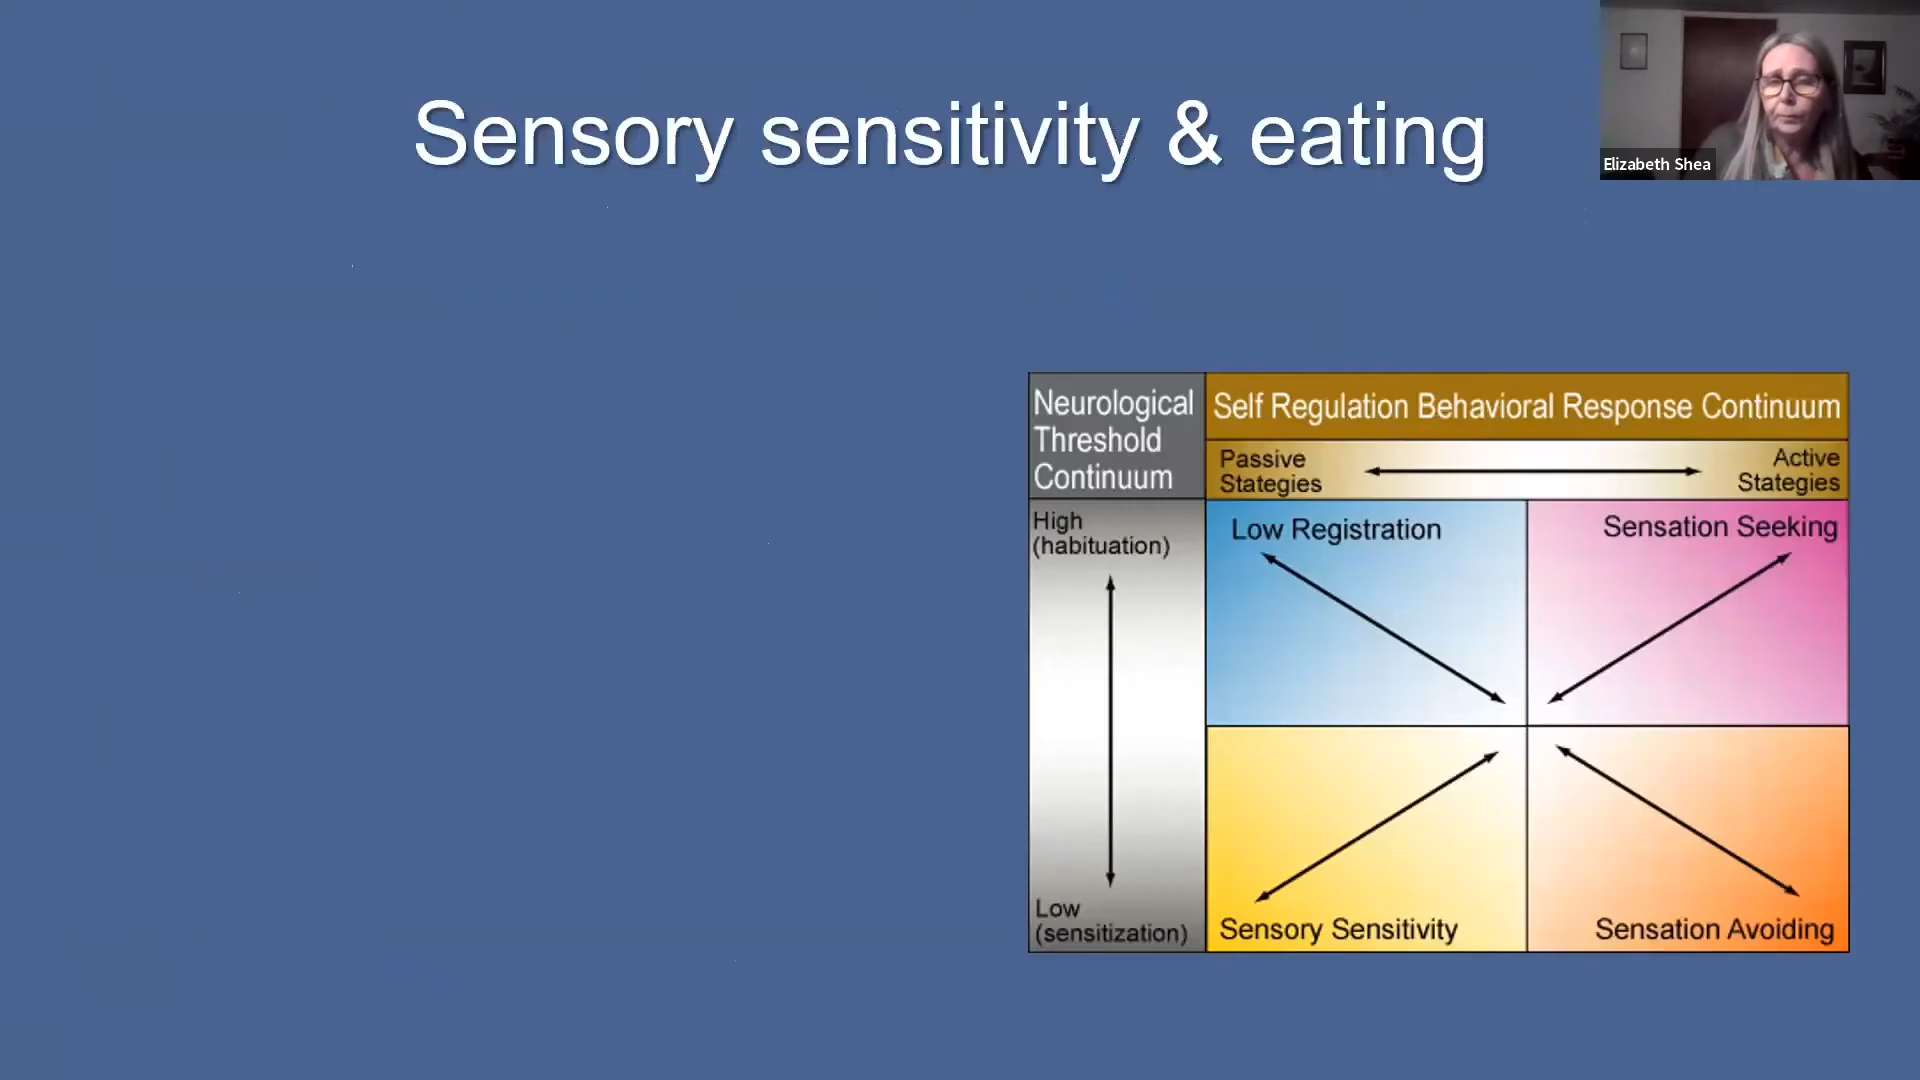 Sensory sensitivity & eating
Elizabeth Shea
Neurological
Threshold
Continuum
Self Regulation Behavioral Response Continuum
Passive
Stategies
Active
Stategies
High
(habituation)
Low Registration
Sensation Seeking
Low
(sensitization)
Sensory Sensitivity
Sensation Avoiding